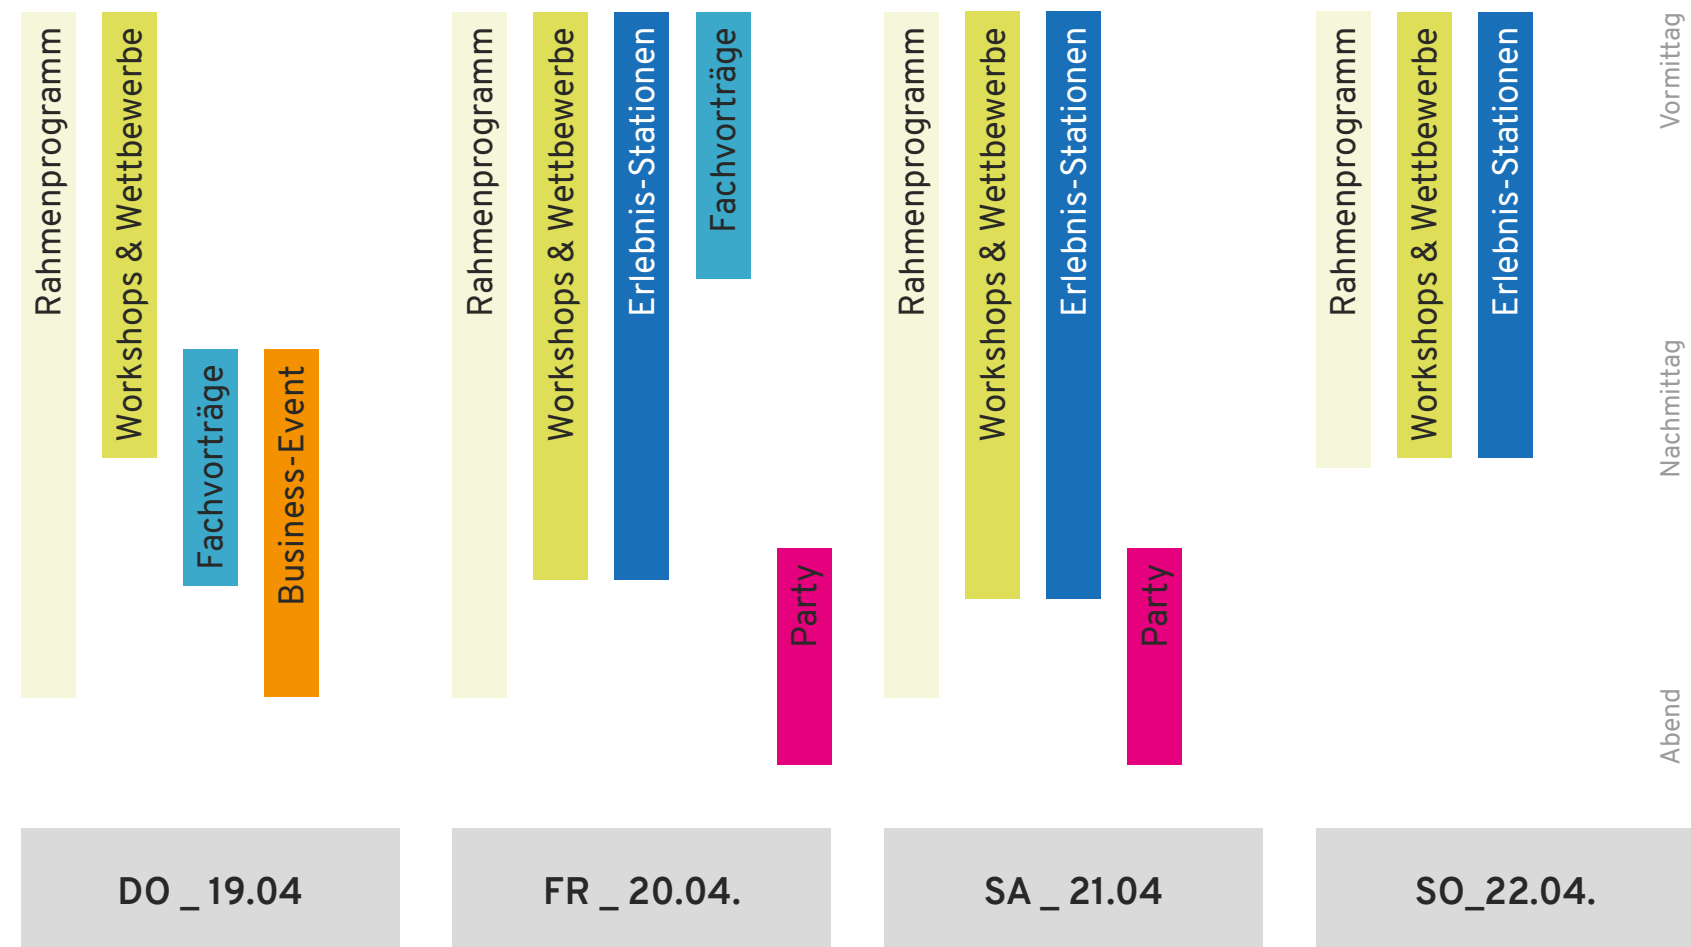 Rahmenprogramm
Workshops & Wettbewerbe
Fachvorträge
Business-Event
DO _ 19.04
Rahmenprogramm
Workshops & Wettbewerbe
Erlebnis-Stationen
Fachvorträge
Party
FR _ 20.04.
Rahmenprogramm
Workshops & Wettbewerbe
Erlebnis-Stationen
Party
SA _ 21.04
Rahmenprogramm
Workshops & Wettbewerbe
Erlebnis-Stationen
SO_22.04.
Vormittag
Nachmittag
Abend